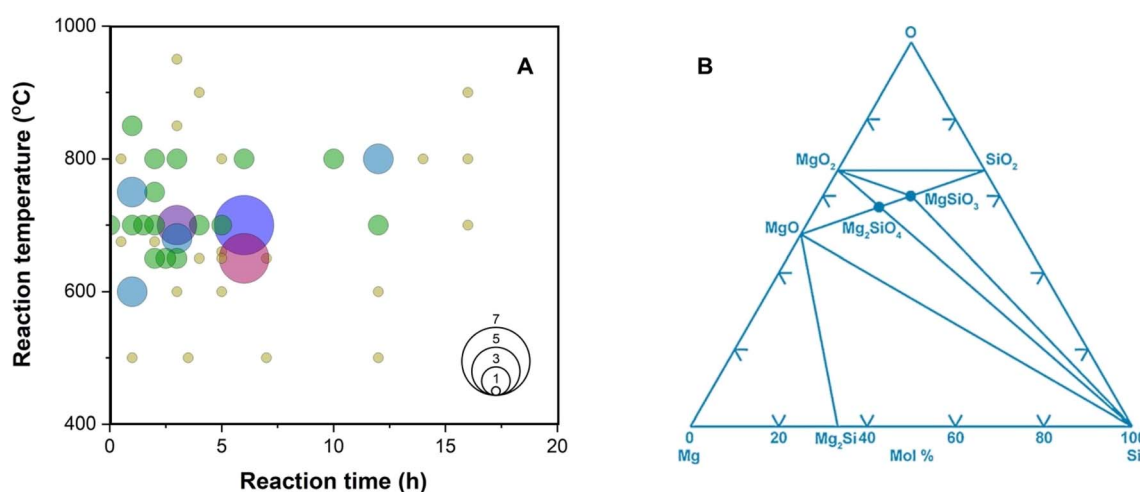 1000
A
800
600
400
0
5
10
15
20
7
5
3
1
Reaction temperature (°C)
Reaction time (h)
B
O
MgO₂
SiO₂
MgSiO₃
Mg₂SiO₄
MgO
0
20
Mg₂Si
40
60
80
100
Mg
Mol %
Si